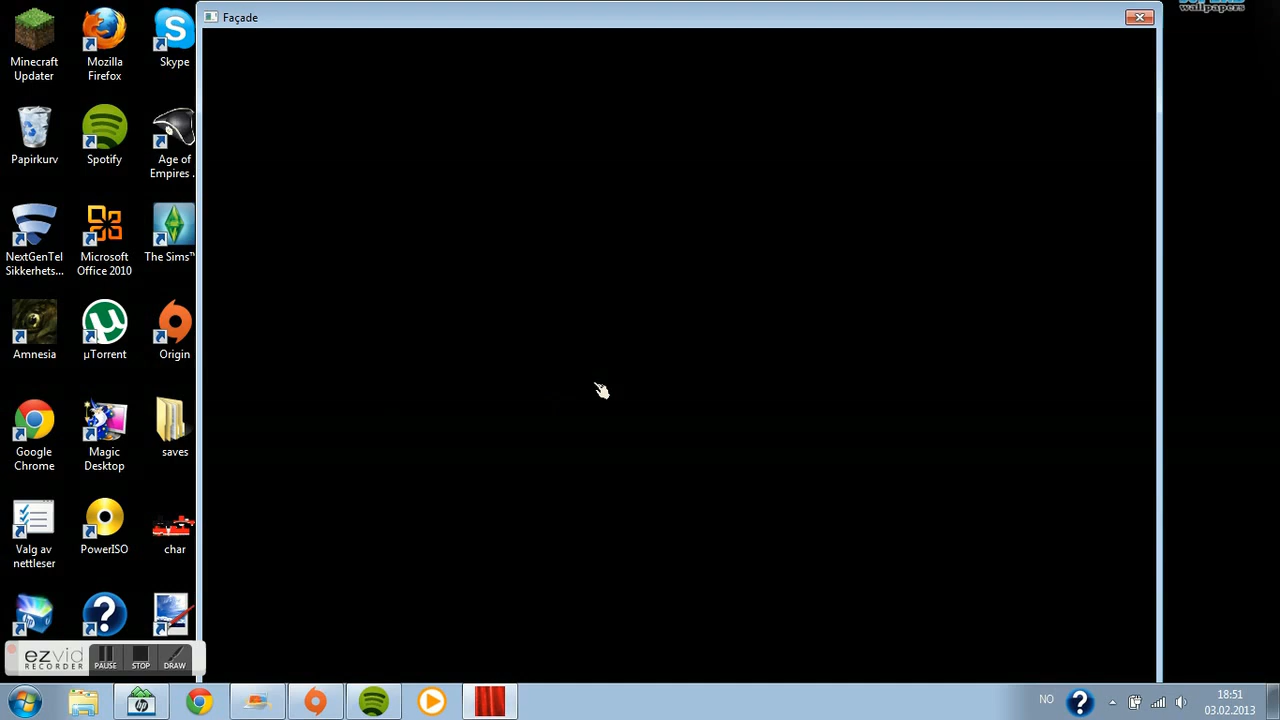 Façade
wallpapers
Minecraft
Updater
Mozilla
Firefox
Skype
Papirkurv
Spotify
Age of
Empires .
NextGenTel
Sikkerhets...
Microsoft
Office 2010
The Sims™
Amnesia
µTorrent
Origin
Google
Chrome
Magic
Desktop
saves
Valg av
nettleser
PowerISO
char
ezvid
RECORDER
PAUSE
STOP
DRAW
hp
NO
18:51
03.02.2013